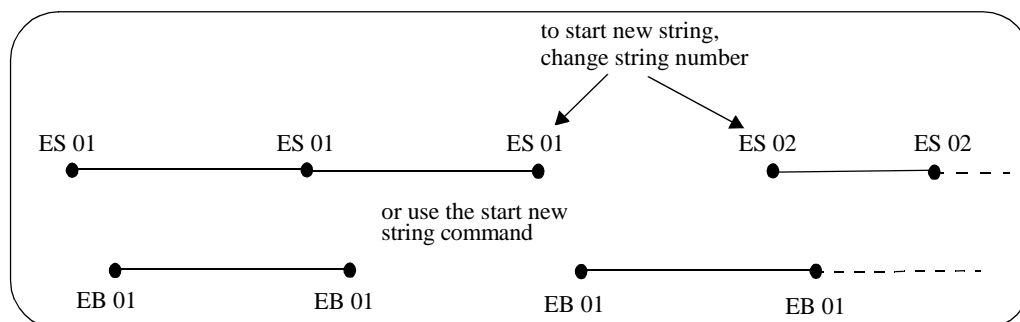 to start new string,
change string number
ES 01 ES 01 ES 01 ES 02 ES 02
or use the start new
string command
EB 01 EB 01 EB 01 EB 01